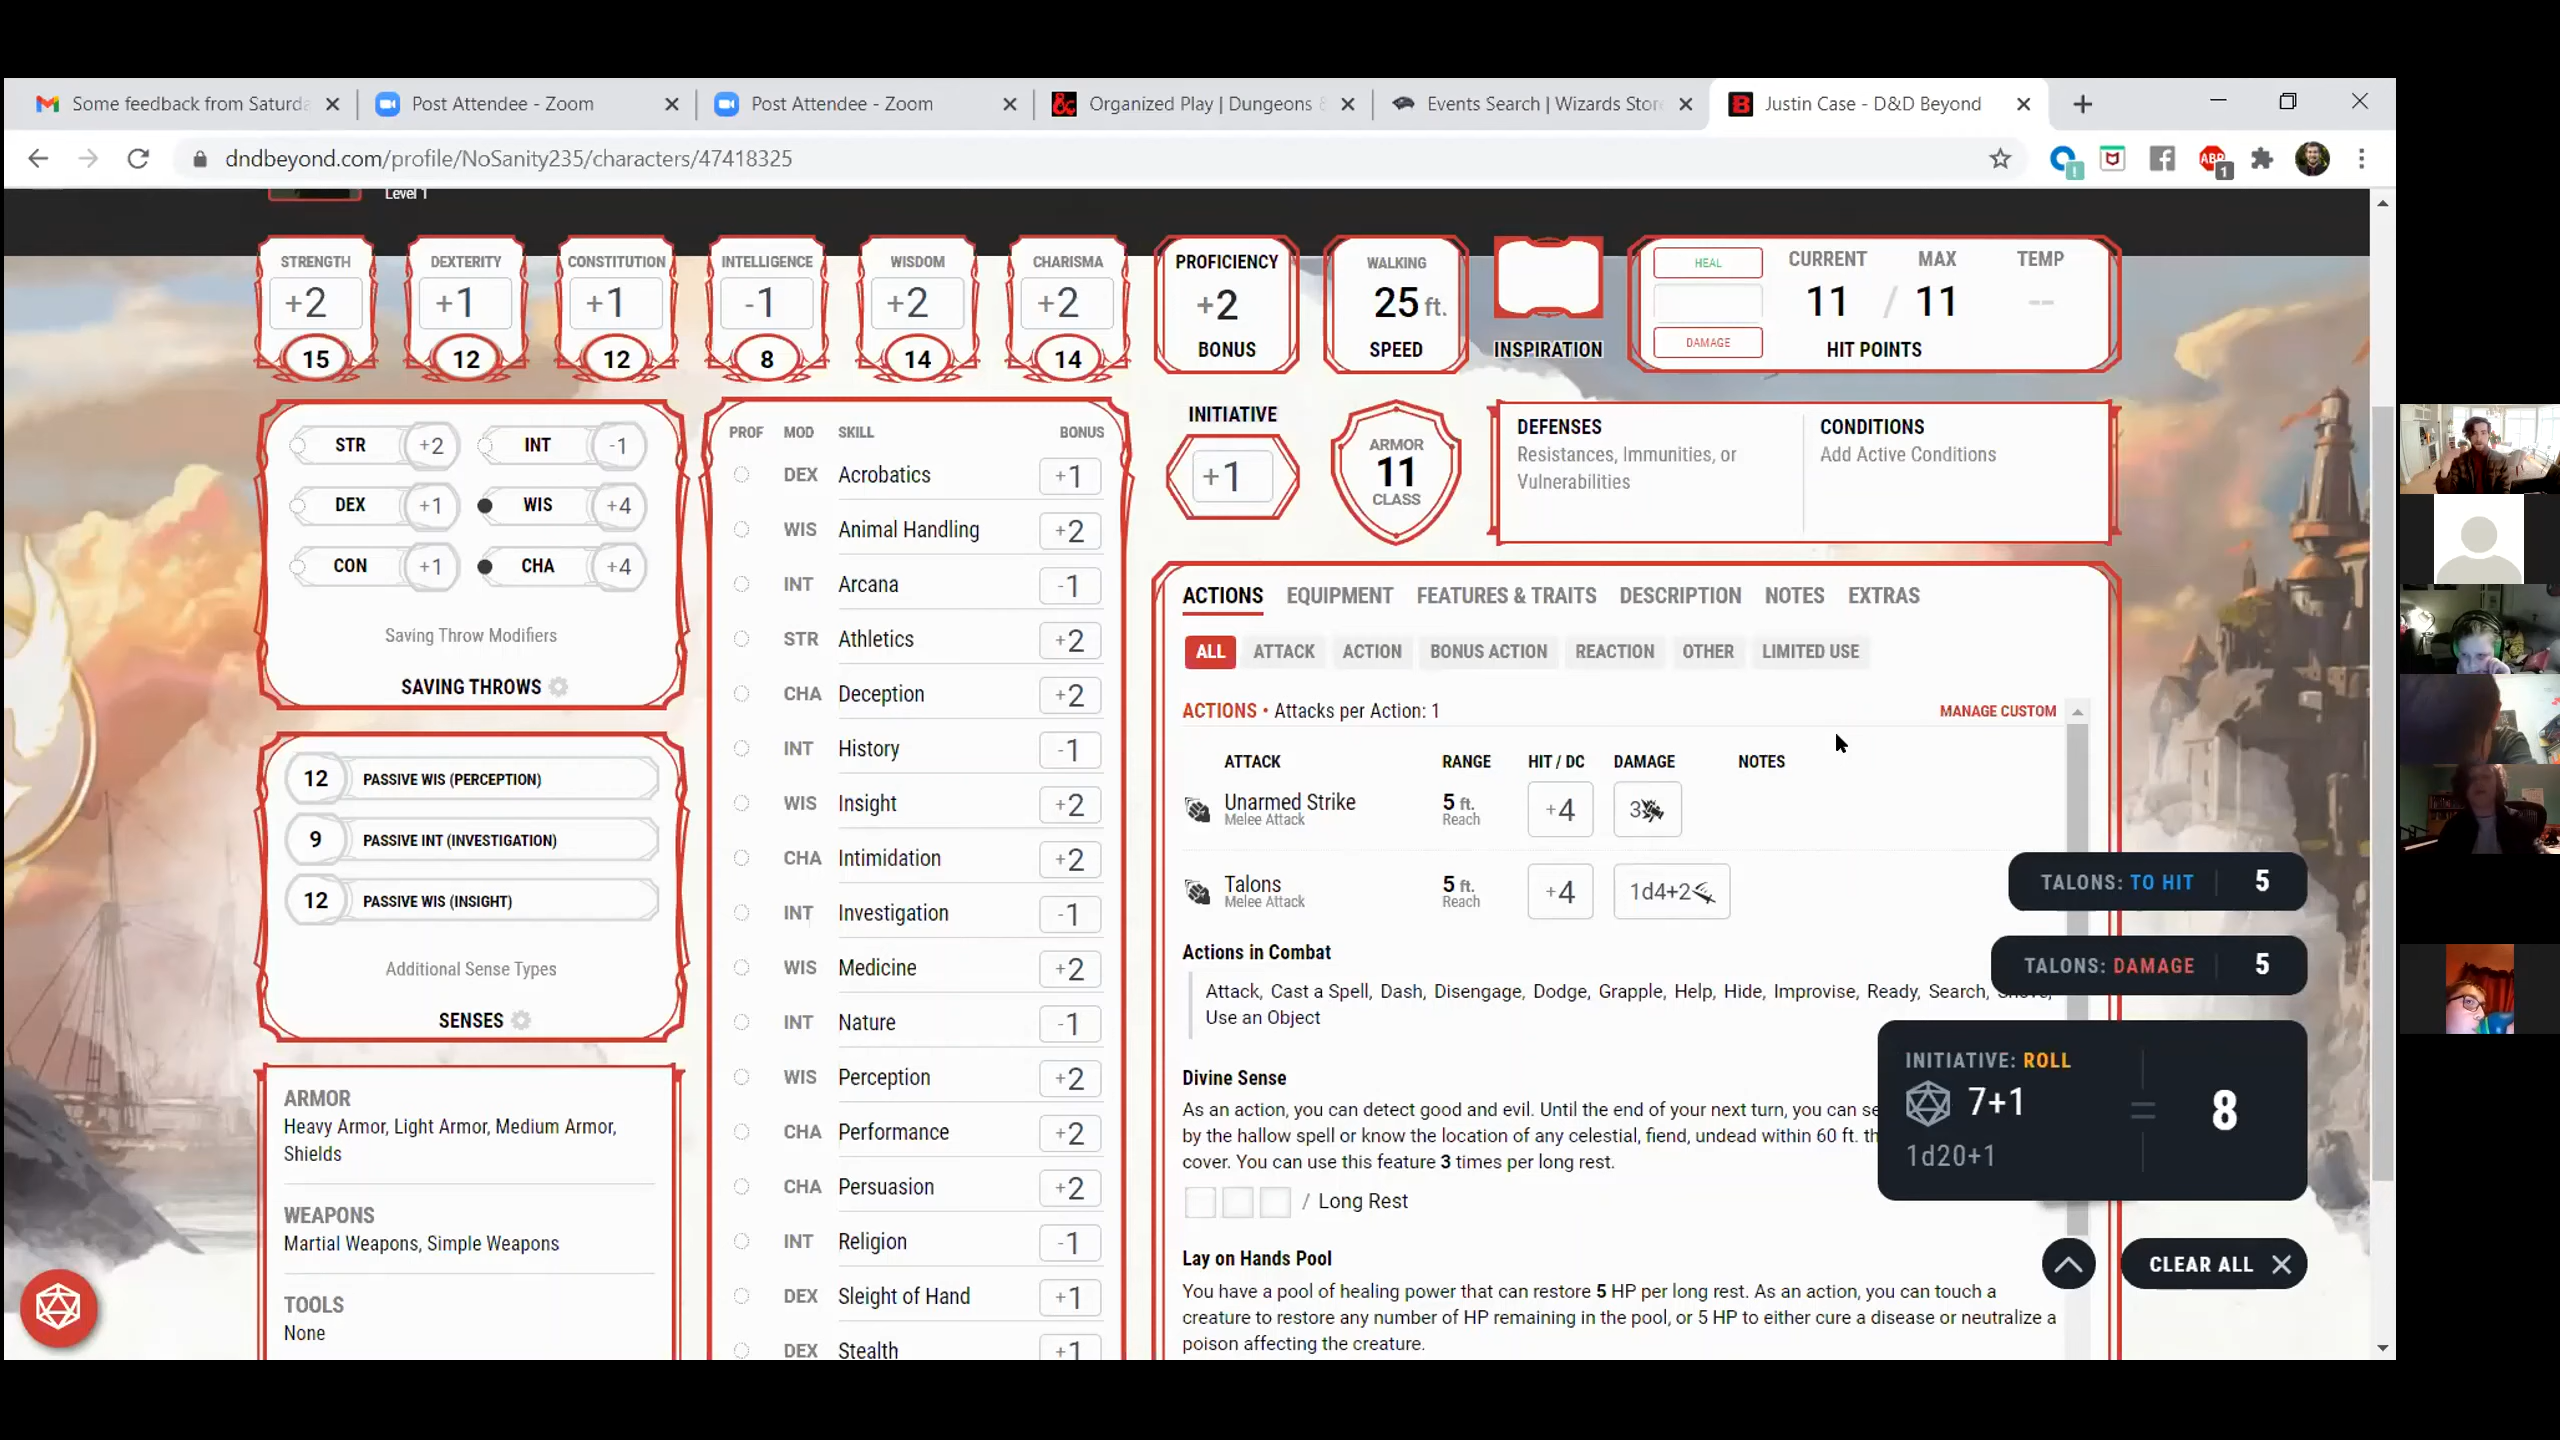 Some feedback from Saturda
Post Attendee - Zoom
Post Attendee - Zoom
Organized Play | Dungeons &
Events Search | Wizards Store
Justin Case - D&D Beyond
dndbeyond.com/profile/NoSanity235/characters/47418325
ABP
1
Level 1
STRENGTH
+2
15
DEXTERITY
+1
12
CONSTITUTION
+1
12
INTELLIGENCE
-1
8
WISDOM
+2
14
CHARISMA
+2
14
PROFICIENCY
+2
BONUS
WALKING
25 ft.
SPEED
INSPIRATION
HEAL
DAMAGE
CURRENT MAX TEMP
11 / 11 --
HIT POINTS
STR +2 INT -1
DEX +1 WIS +4
CON +1 CHA +4
Saving Throw Modifiers
SAVING THROWS
12 PASSIVE WIS (PERCEPTION)
9 PASSIVE INT (INVESTIGATION)
12 PASSIVE WIS (INSIGHT)
Additional Sense Types
SENSES
ARMOR
Heavy Armor, Light Armor, Medium Armor,
Shields
WEAPONS
Martial Weapons, Simple Weapons
TOOLS
None
PROF MOD SKILL BONUS
DEX Acrobatics +1
WIS Animal Handling +2
INT Arcana -1
STR Athletics +2
CHA Deception +2
INT History -1
WIS Insight +2
CHA Intimidation +2
INT Investigation -1
WIS Medicine +2
INT Nature -1
WIS Perception +2
CHA Performance +2
CHA Persuasion +2
INT Religion -1
DEX Sleight of Hand +1
DEX Stealth +1
INITIATIVE
+1
ARMOR
11
CLASS
DEFENSES
Resistances, Immunities, or
Vulnerabilities
CONDITIONS
Add Active Conditions
ACTIONS EQUIPMENT FEATURES & TRAITS DESCRIPTION NOTES EXTRAS
ALL ATTACK ACTION BONUS ACTION REACTION OTHER LIMITED USE
ACTIONS • Attacks per Action: 1
MANAGE CUSTOM
ATTACK RANGE HIT / DC DAMAGE NOTES
Unarmed Strike 5 ft. +4 3
Melee Attack Reach
Talons 5 ft. +4 1d4+2
Melee Attack Reach
Actions in Combat
Attack, Cast a Spell, Dash, Disengage, Dodge, Grapple, Help, Hide, Improvise, Ready, Search, Shove,
Use an Object
Divine Sense
As an action, you can detect good and evil. Until the end of your next turn, you can se
by the hallow spell or know the location of any celestial, fiend, undead within 60 ft. th
cover. You can use this feature 3 times per long rest.
/ Long Rest
Lay on Hands Pool
You have a pool of healing power that can restore 5 HP per long rest. As an action, you can touch a
creature to restore any number of HP remaining in the pool, or 5 HP to either cure a disease or neutralize a
poison affecting the creature.
TALONS: TO HIT 5
TALONS: DAMAGE 5
INITIATIVE: ROLL
7+1 = 8
1d20+1
CLEAR ALL